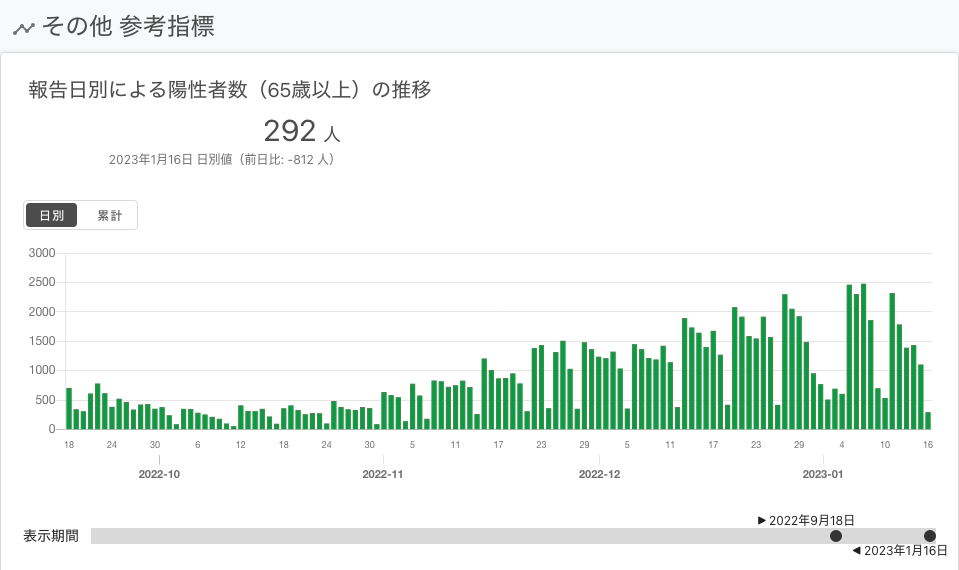 その他 参考指標
報告日別による陽性者数（65歳以上）の推移
292 人
2023年1月16日 日別値（前日比: -812 人）
日別 累計
3000
2500
2000
1500
1000
500
0
18 24 30 6 12 18 24 30 5 11 17 23 29 5 11 17 23 29 4 10 16
2022-10 2022-11 2022-12 2023-01
▶ 2022年9月18日
表示期間
◀ 2023年1月16日